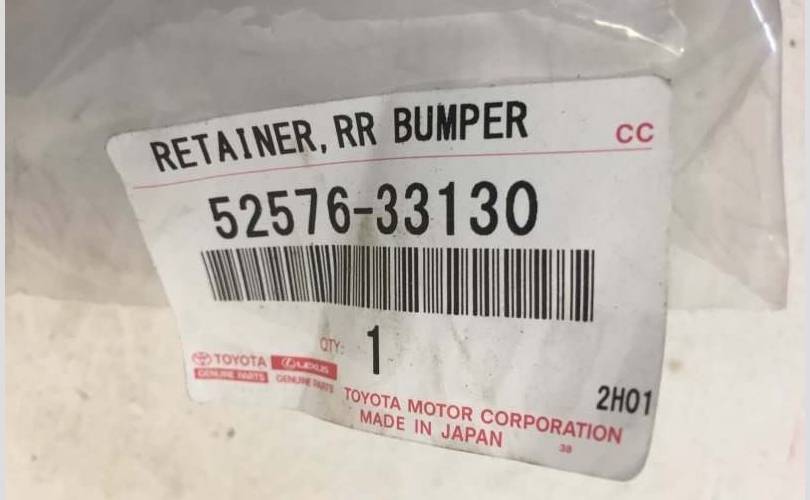 RETAINER, RR BUMPER
CC
52576-33130
QTY: 1
TOYOTA LEXUS
GENUINE PARTS GENUINE PARTS
2H01
TOYOTA MOTOR CORPORATION
MADE IN JAPAN
38